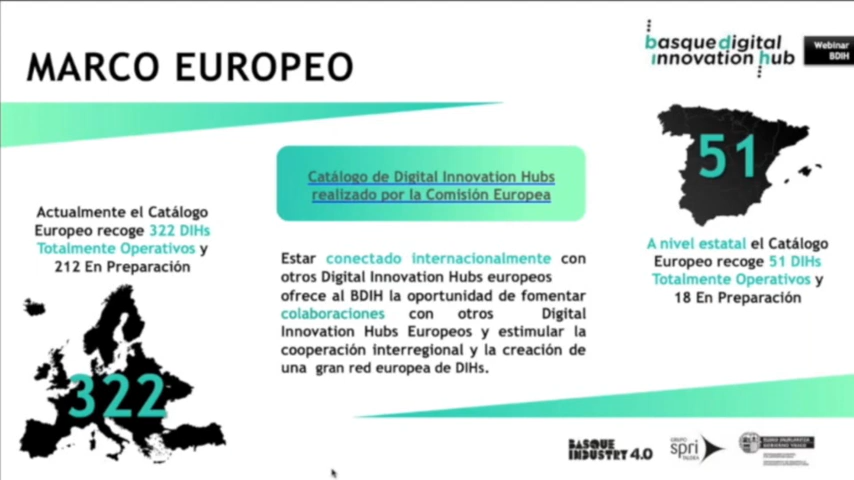 MARCO EUROPEO
basque digital
innovation hub
Webinar
BDIH
51
Catálogo de Digital Innovation Hubs
realizado por la Comisión Europea
Actualmente el Catálogo
Europeo recoge 322 DIHs
Totalmente Operativos y
212 En Preparación
322
Estar conectado internacionalmente con
otros Digital Innovation Hubs europeos
ofrece al BDIH la oportunidad de fomentar
colaboraciones con otros Digital
Innovation Hubs Europeos y estimular la
cooperación interregional y la creación de
una gran red europea de DIHs.
A nivel estatal el Catálogo
Europeo recoge 51 DIHs
Totalmente Operativos y
18 En Preparación
BASQUE
INDUSTRY 4.0
GRUPO
spri
TALDEA